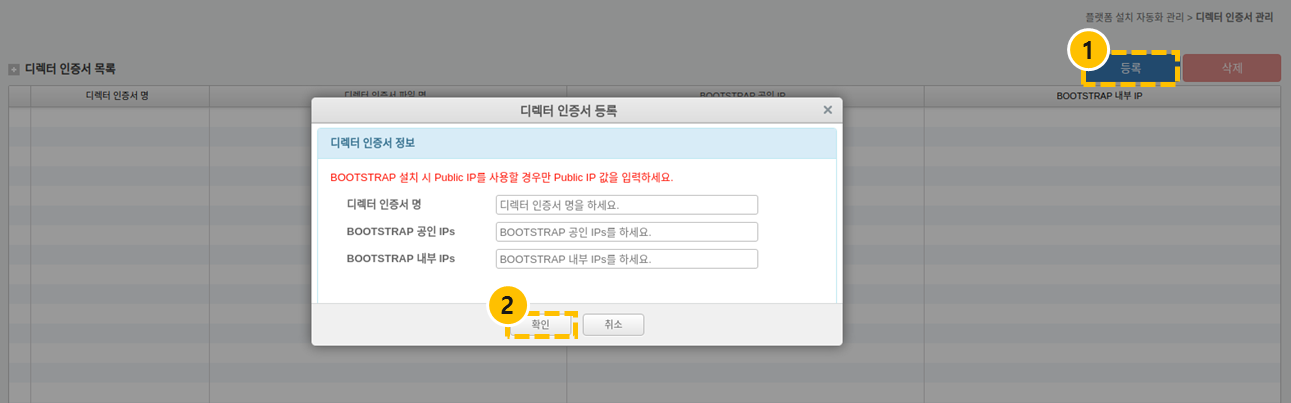 플랫폼 설치 자동화 관리 > 디렉터 인증서 관리
1
디렉터 인증서 목록
등록
삭제
디렉터 인증서 명
디렉터 인증서 파일 명
BOOTSTRAP 공인 IP
BOOTSTRAP 내부 IP
디렉터 인증서 등록
×
디렉터 인증서 정보
BOOTSTRAP 설치 시 Public IP를 사용할 경우만 Public IP 값을 입력하세요.
디렉터 인증서 명
디렉터 인증서 명을 하세요.
BOOTSTRAP 공인 IPs
BOOTSTRAP 공인 IPs를 하세요.
BOOTSTRAP 내부 IPs
BOOTSTRAP 내부 IPs를 하세요.
2
확인
취소